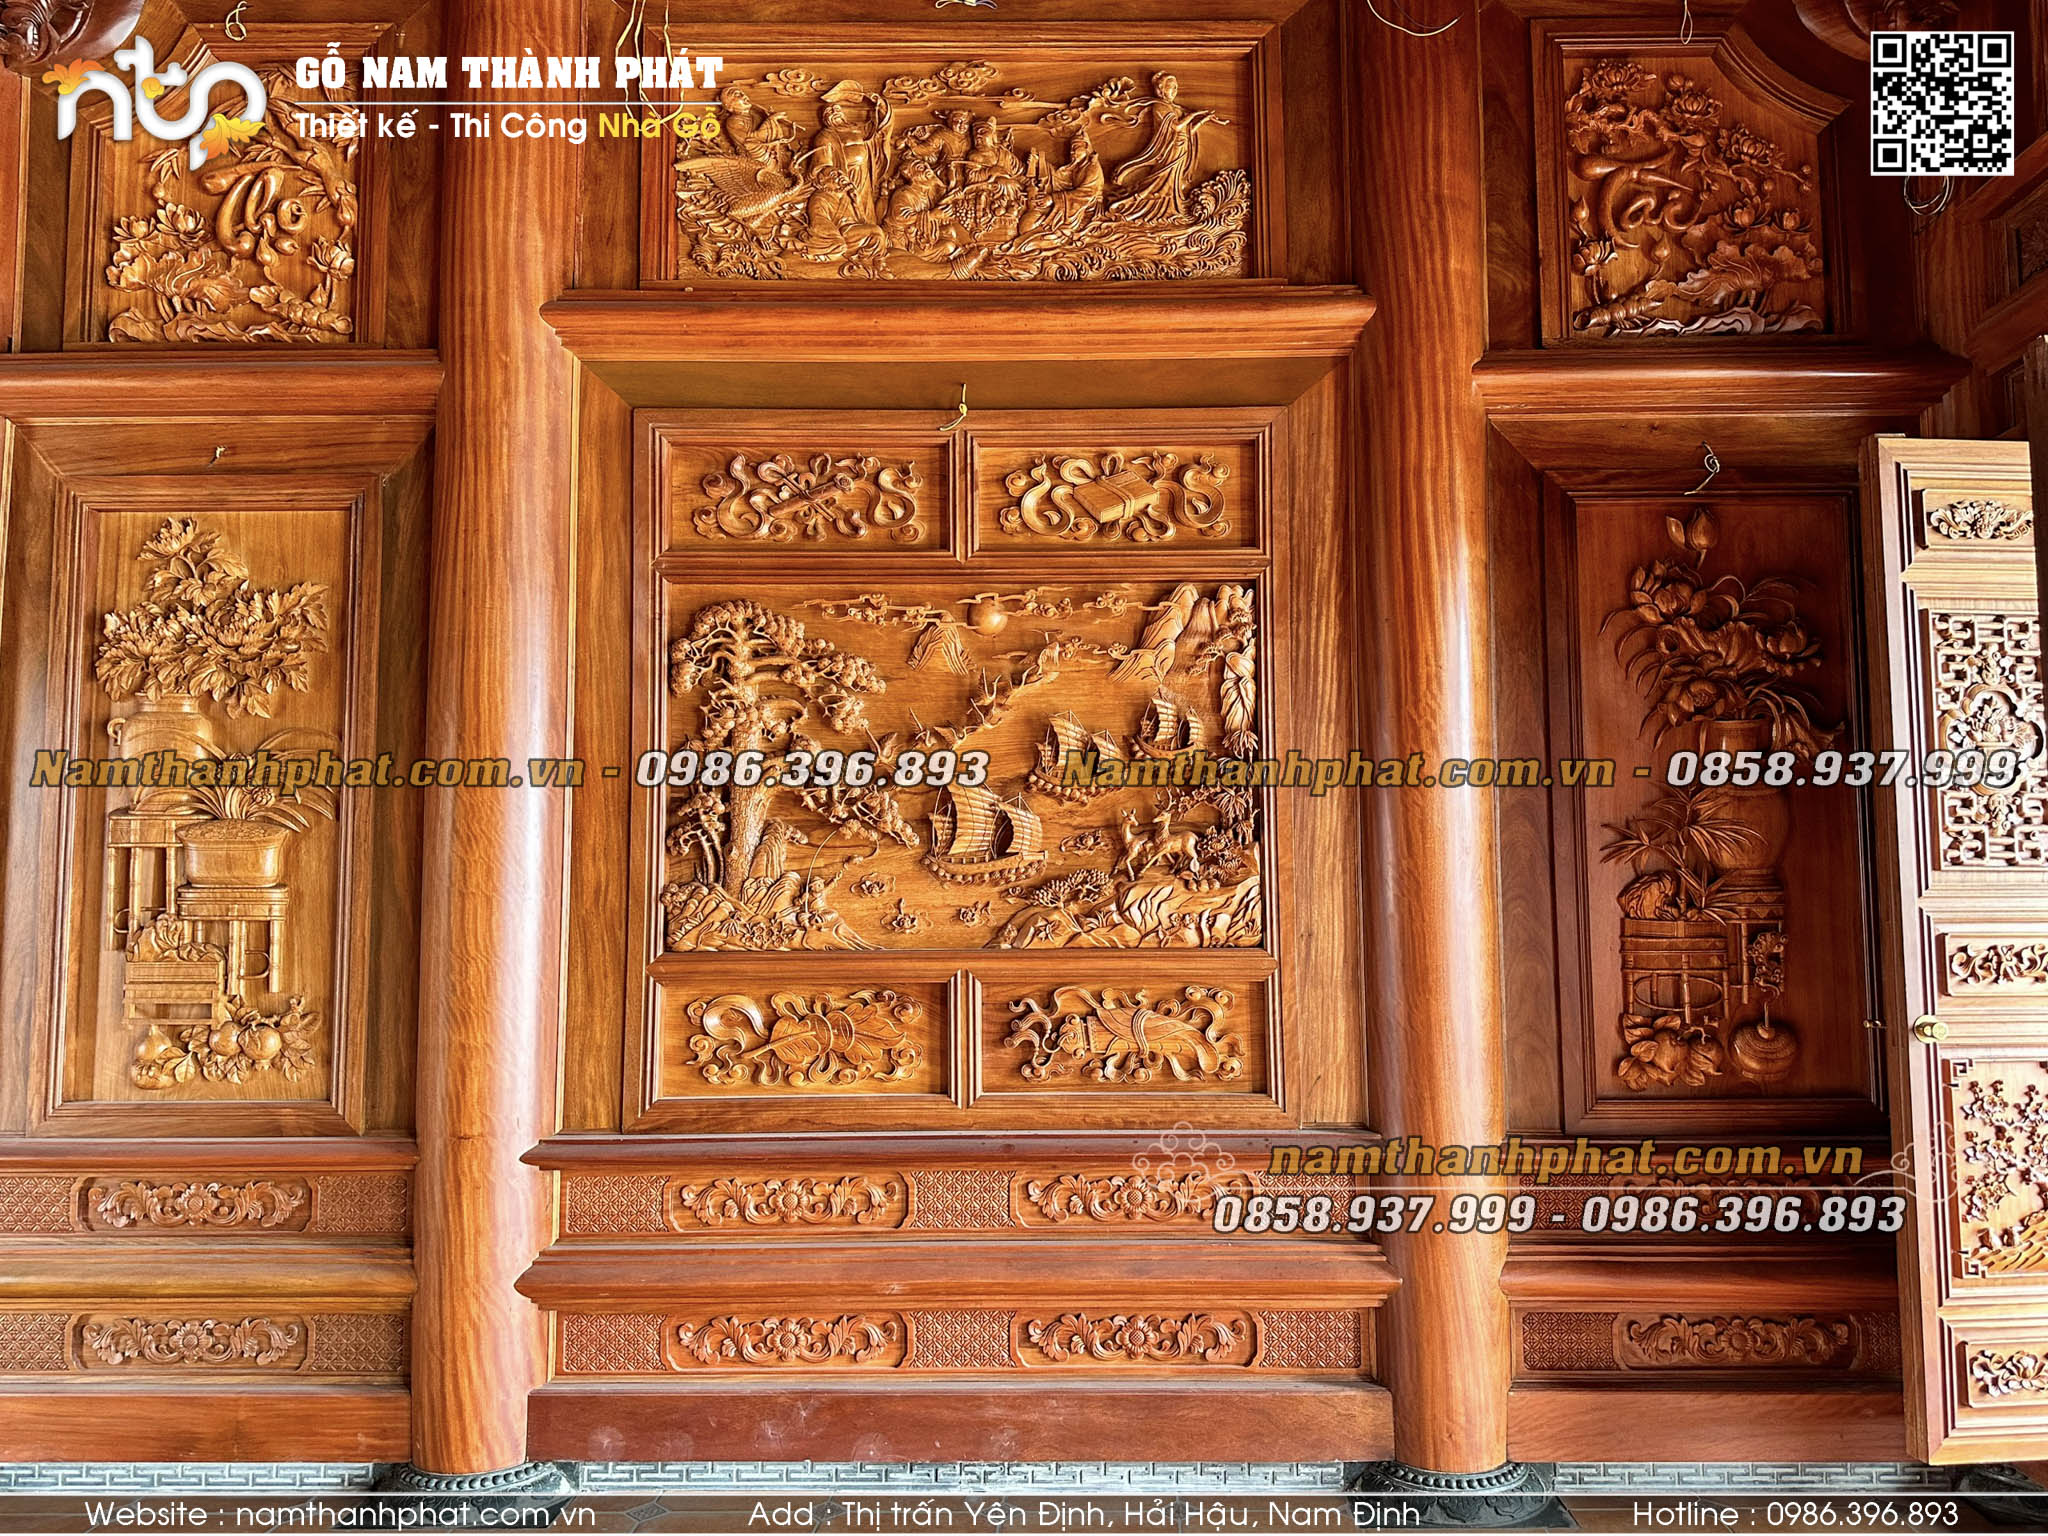 ntp
GỖ NAM THÀNH PHÁT
Thiết kế - Thi Công Nhà Gỗ
Namthanhphat.com.vn - 0986.396.893
Namthanhphat.com.vn - 0858.937.999
namthanhphat.com.vn
0858.937.999 - 0986.396.893
Website : namthanhphat.com.vn
Add : Thị trấn Yên Định, Hải Hậu, Nam Định
Hotline : 0986.396.893